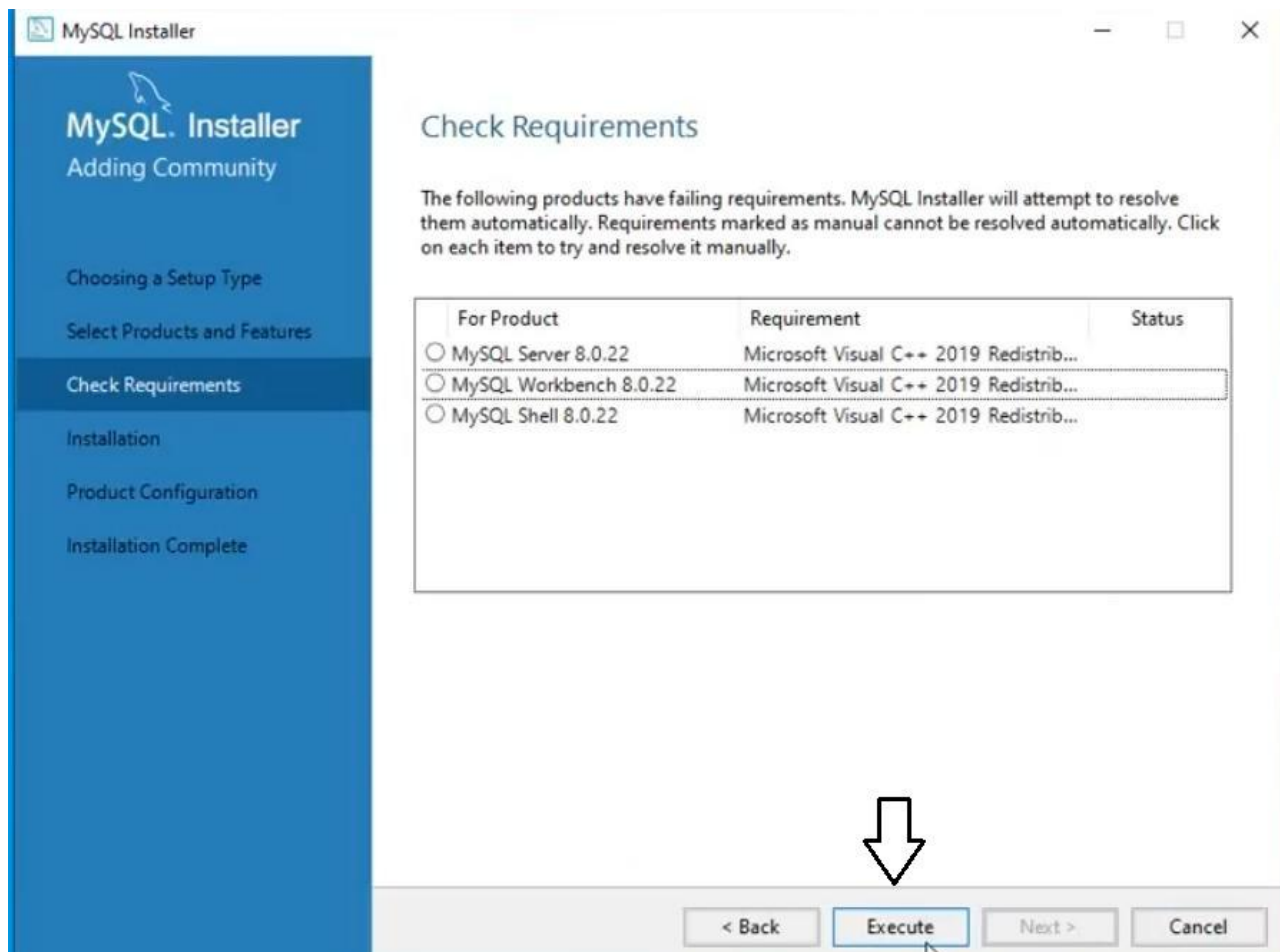 MySQL Installer
MySQL. Installer
Adding Community
Choosing a Setup Type
Select Products and Features
Check Requirements
Installation
Product Configuration
Installation Complete
Check Requirements
The following products have failing requirements. MySQL Installer will attempt to resolve
them automatically. Requirements marked as manual cannot be resolved automatically. Click
on each item to try and resolve it manually.
For Product Requirement Status
MySQL Server 8.0.22 Microsoft Visual C++ 2019 Redistrib...
MySQL Workbench 8.0.22 Microsoft Visual C++ 2019 Redistrib...
MySQL Shell 8.0.22 Microsoft Visual C++ 2019 Redistrib...
< Back Execute Next > Cancel